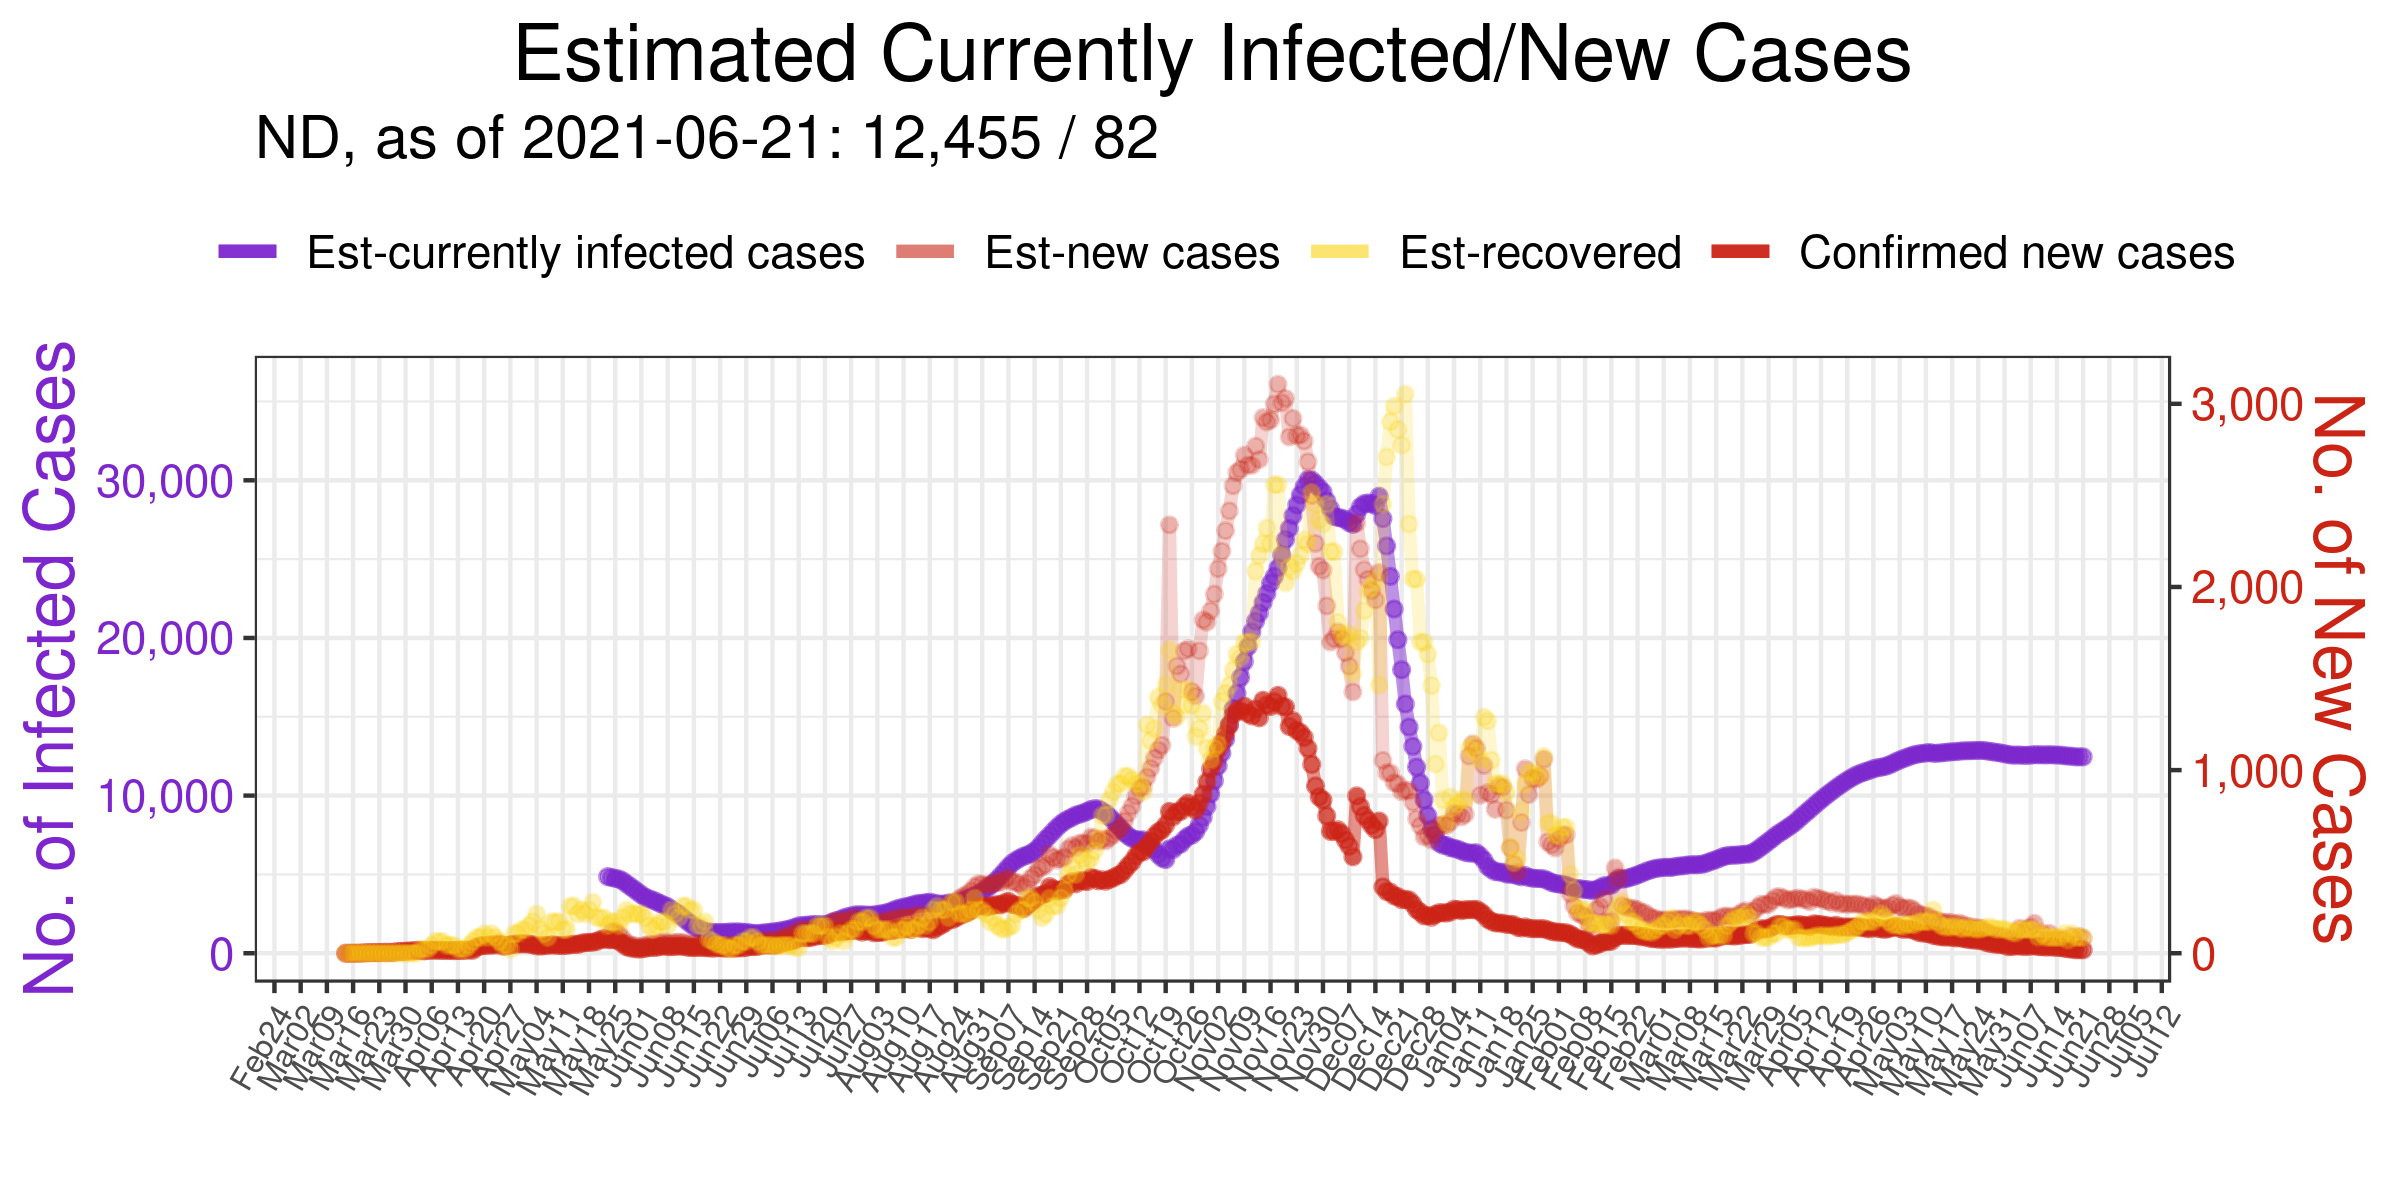 Estimated Currently Infected/New Cases
ND, as of 2021-06-21: 12,455 / 82
Est-currently infected cases Est-new cases Est-recovered Confirmed new cases
No. of Infected Cases
30,000
20,000
10,000
0
3,000
2,000
1,000
0
No. of New Cases
Feb24
Mar02
Mar09
Mar16
Mar23
Mar30
Apr06
Apr13
Apr20
Apr27
May04
May11
May18
May25
Jun01
Jun08
Jun15
Jun22
Jun29
Jul06
Jul13
Jul20
Jul27
Aug03
Aug10
Aug17
Aug24
Aug31
Sep07
Sep14
Sep21
Sep28
Oct05
Oct12
Oct19
Oct26
Nov02
Nov09
Nov16
Nov23
Nov30
Dec07
Dec14
Dec21
Dec28
Jan04
Jan11
Jan18
Jan25
Feb01
Feb08
Feb15
Feb22
Mar01
Mar08
Mar15
Mar22
Mar29
Apr05
Apr12
Apr19
Apr26
May03
May10
May17
May24
May31
Jun07
Jun14
Jun21
Jun28
Jul05
Jul12